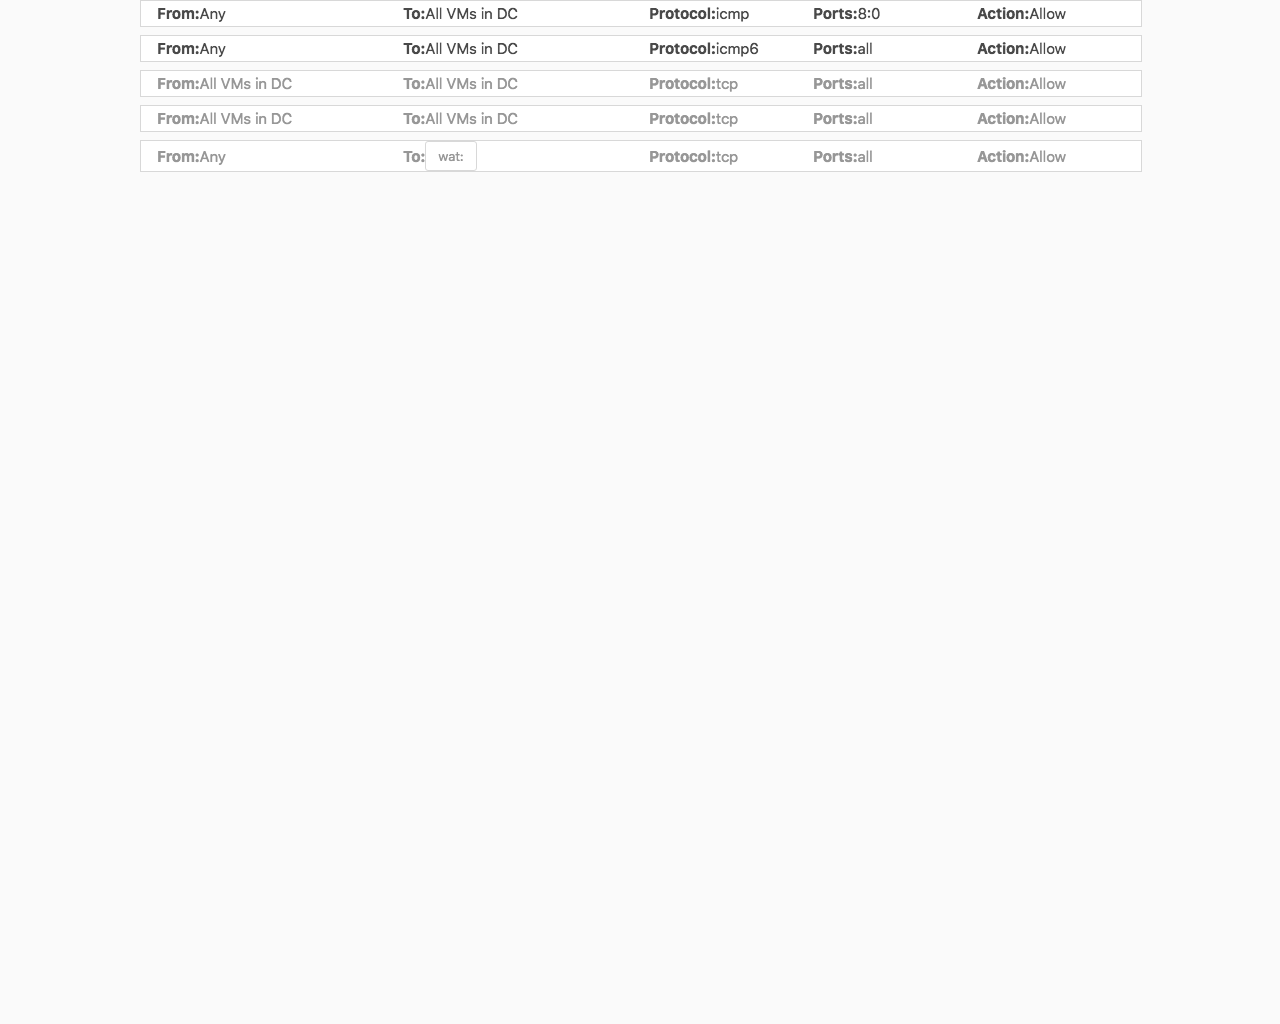 From:Any To:All VMs in DC Protocol:icmp Ports:8:0 Action:Allow
From:Any To:All VMs in DC Protocol:icmp6 Ports:all Action:Allow
From:All VMs in DC To:All VMs in DC Protocol:tcp Ports:all Action:Allow
From:All VMs in DC To:All VMs in DC Protocol:tcp Ports:all Action:Allow
From:Any To:wat: Protocol:tcp Ports:all Action:Allow